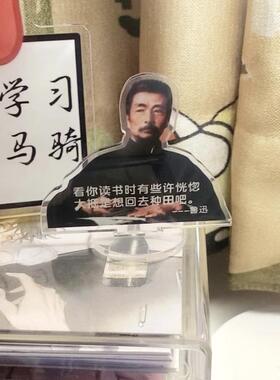 学习
马骑
看你读书时有些许恍惚
大抵是想回去种田吧。
---鲁迅